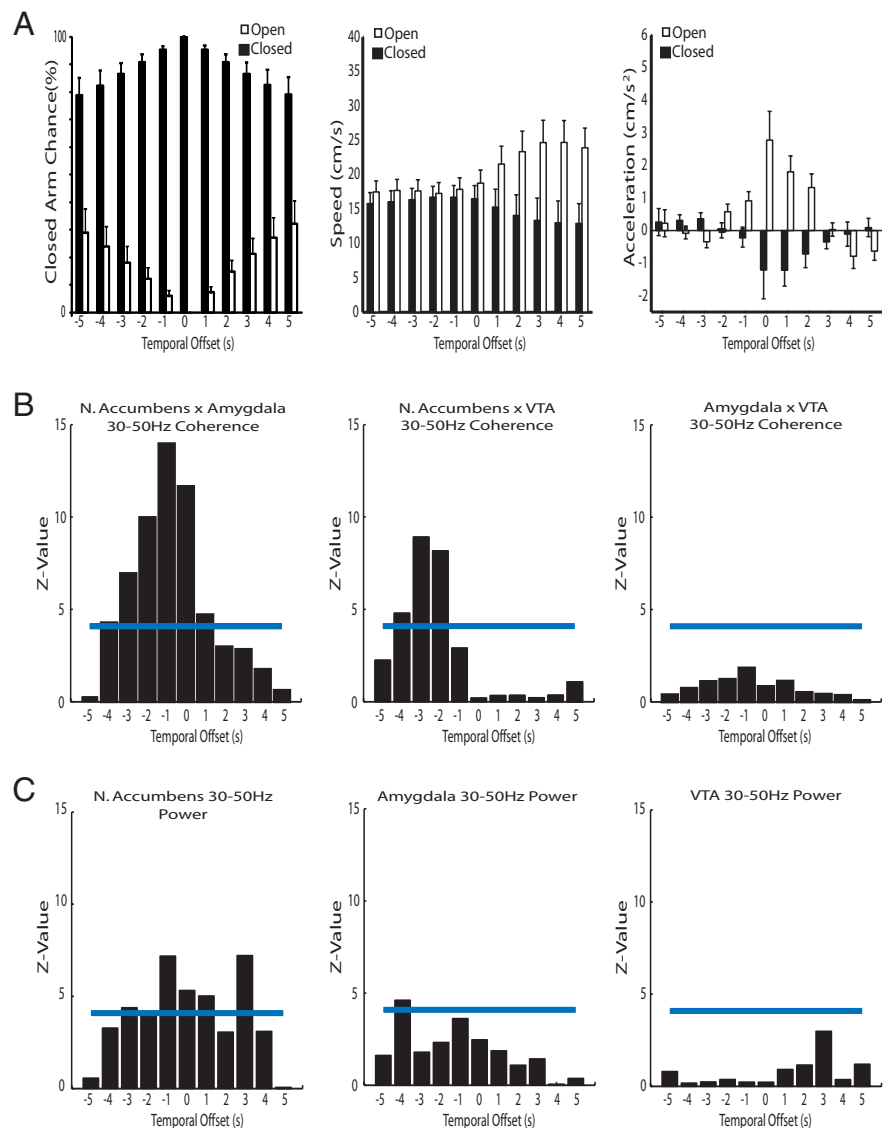 A
Closed Arm Chance(%)
100
0
Open
Closed
-5 -4 -3 -2 -1 0 1 2 3 4 5
Temporal Offset (s)
Speed (cm/s)
40
35
30
25
20
15
10
5
0
Open
Closed
-5 -4 -3 -2 -1 0 1 2 3 4 5
Temporal Offset (s)
Acceleration (cm/s²)
6
5
4
3
2
1
0
-1
-2
Open
Closed
-5 -4 -3 -2 -1 0 1 2 3 4 5
Temporal Offset (s)
B
N. Accumbens x Amygdala
30-50Hz Coherence
Z-Value
15
10
5
0
-5 -4 -3 -2 -1 0 1 2 3 4 5
Temporal Offset (s)
N. Accumbens x VTA
30-50Hz Coherence
Z-Value
15
10
5
0
-5 -4 -3 -2 -1 0 1 2 3 4 5
Temporal Offset (s)
Amygdala x VTA
30-50Hz Coherence
Z-Value
15
10
5
0
-5 -4 -3 -2 -1 0 1 2 3 4 5
Temporal Offset (s)
C
N. Accumbens 30-50Hz
Power
Z-Value
15
10
5
0
-5 -4 -3 -2 -1 0 1 2 3 4 5
Temporal Offset (s)
Amygdala 30-50Hz Power
Z-Value
15
10
5
0
-5 -4 -3 -2 -1 0 1 2 3 4 5
Temporal Offset (s)
VTA 30-50Hz Power
Z-Value
15
10
5
0
-5 -4 -3 -2 -1 0 1 2 3 4 5
Temporal Offset (s)